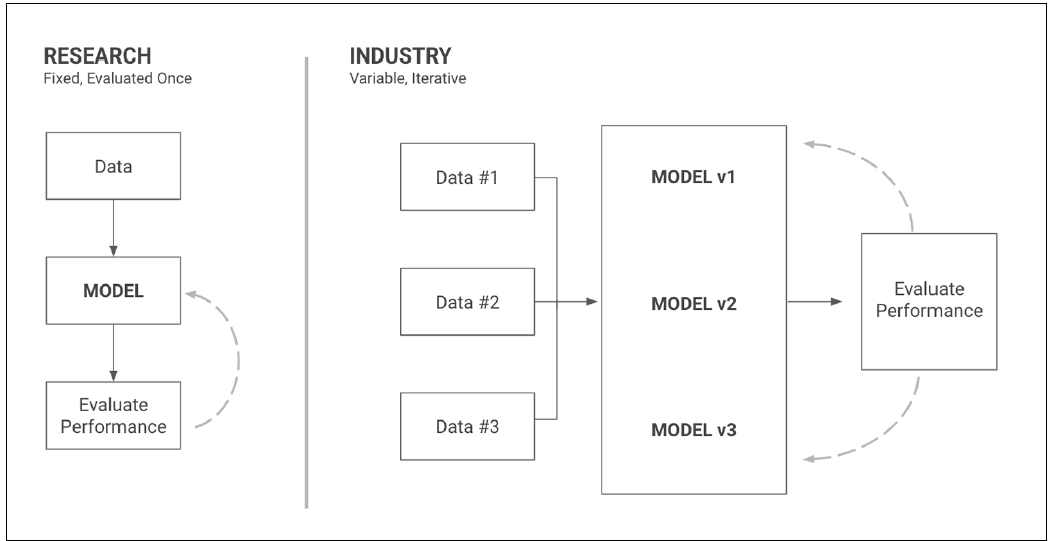 RESEARCH
Fixed, Evaluated Once
Data
MODEL
Evaluate
Performance
INDUSTRY
Variable, Iterative
Data #1
Data #2
Data #3
MODEL v1
MODEL v2
MODEL v3
Evaluate
Performance